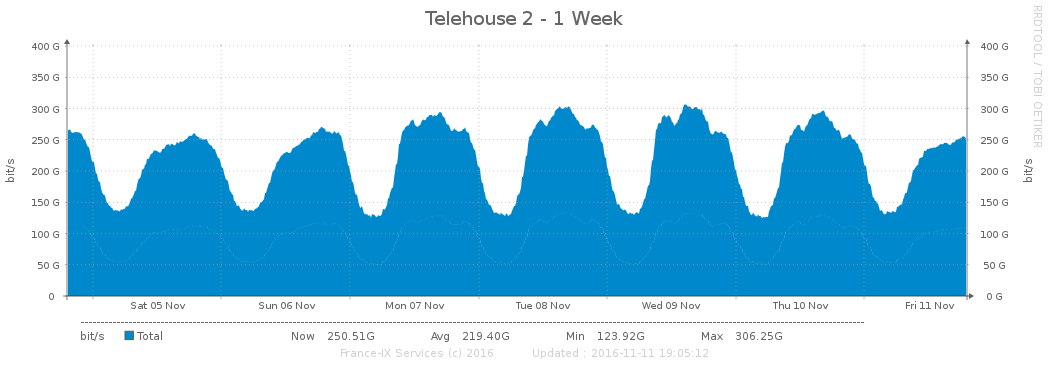 Telehouse 2 - 1 Week
RRDTOOL / TOBI OETIKER
400 G 400 G
350 G 350 G
300 G 300 G
250 G 250 G
200 G 200 G
150 G 150 G
100 G 100 G
50 G 50 G
0 0 G
bit/s bit/s
Sat 05 Nov Sun 06 Nov Mon 07 Nov Tue 08 Nov Wed 09 Nov Thu 10 Nov Fri 11 Nov
bit/s Total Now 250.51G Avg 219.40G Min 123.92G Max 306.25G
France-IX Services (c) 2016 Updated : 2016-11-11 19:05:12